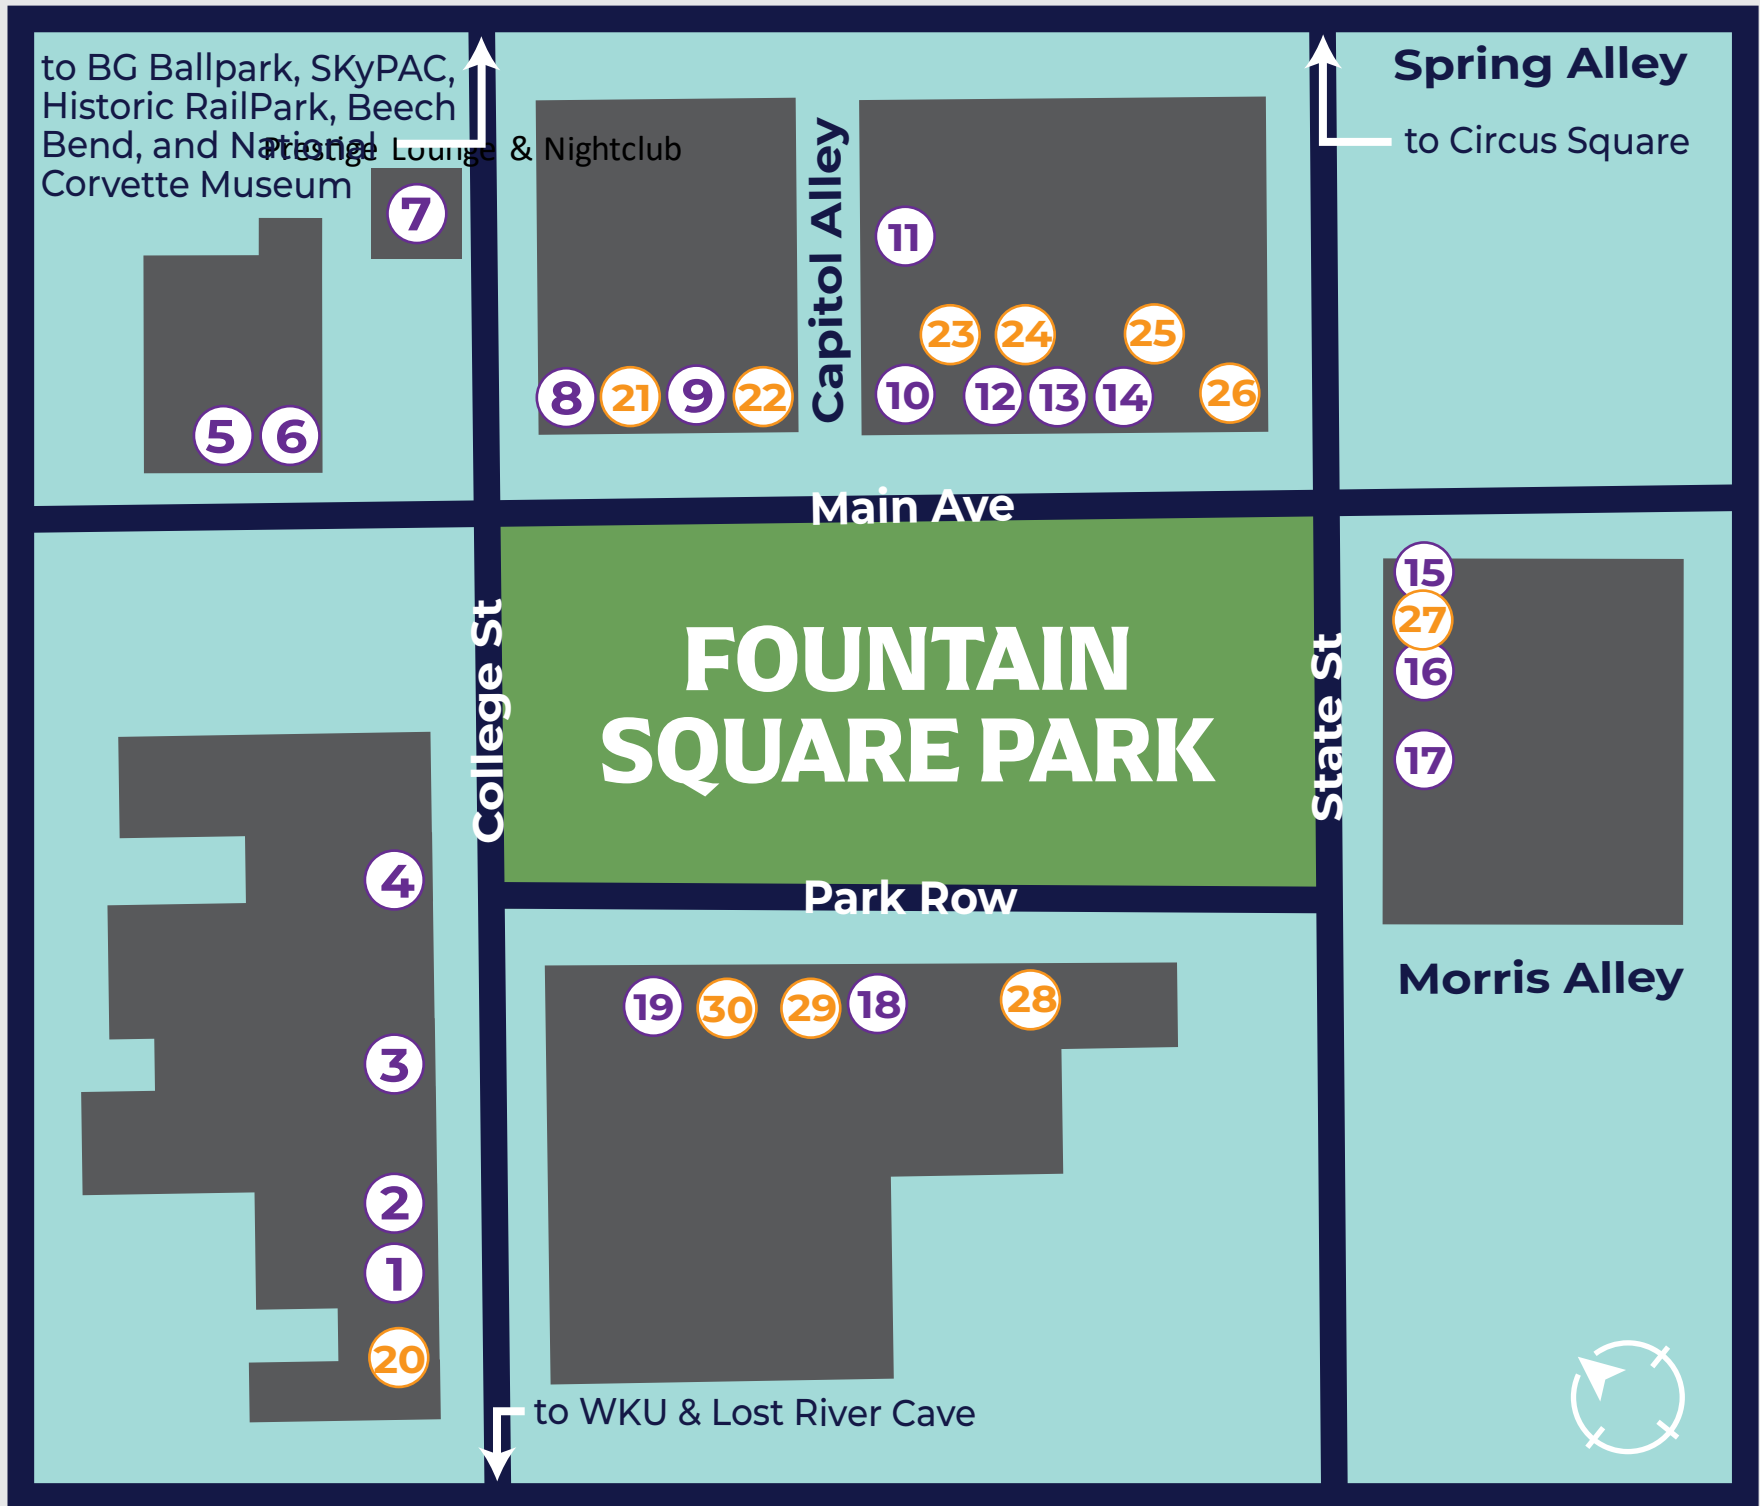 to BG Ballpark, SKyPAC,
Historic RailPark, Beech
Bend, and National
Corvette Museum
Prestige Lounge & Nightclub
Spring Alley
to Circus Square
Capitol Alley
7
11
23 24 25
8 21 9 22
10 12 13 14 26
5 6
Main Ave
College St
FOUNTAIN
SQUARE PARK
State St
15
27
16
17
4
Park Row
Morris Alley
19 30 29 18 28
3
2
1
20
to WKU & Lost River Cave